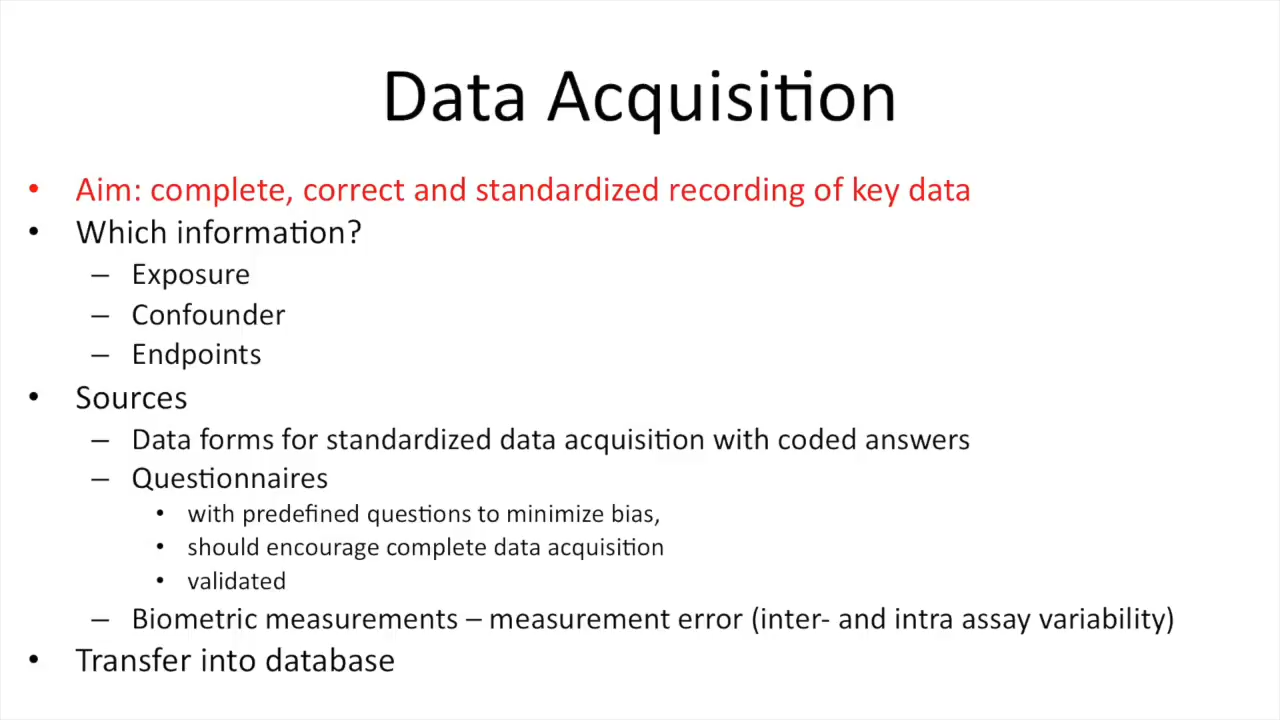 Data Acquisition
• Aim: complete, correct and standardized recording of key data
• Which information?
– Exposure
– Confounder
– Endpoints
• Sources
– Data forms for standardized data acquisition with coded answers
– Questionnaires
• with predefined questions to minimize bias,
• should encourage complete data acquisition
• validated
– Biometric measurements – measurement error (inter- and intra assay variability)
• Transfer into database